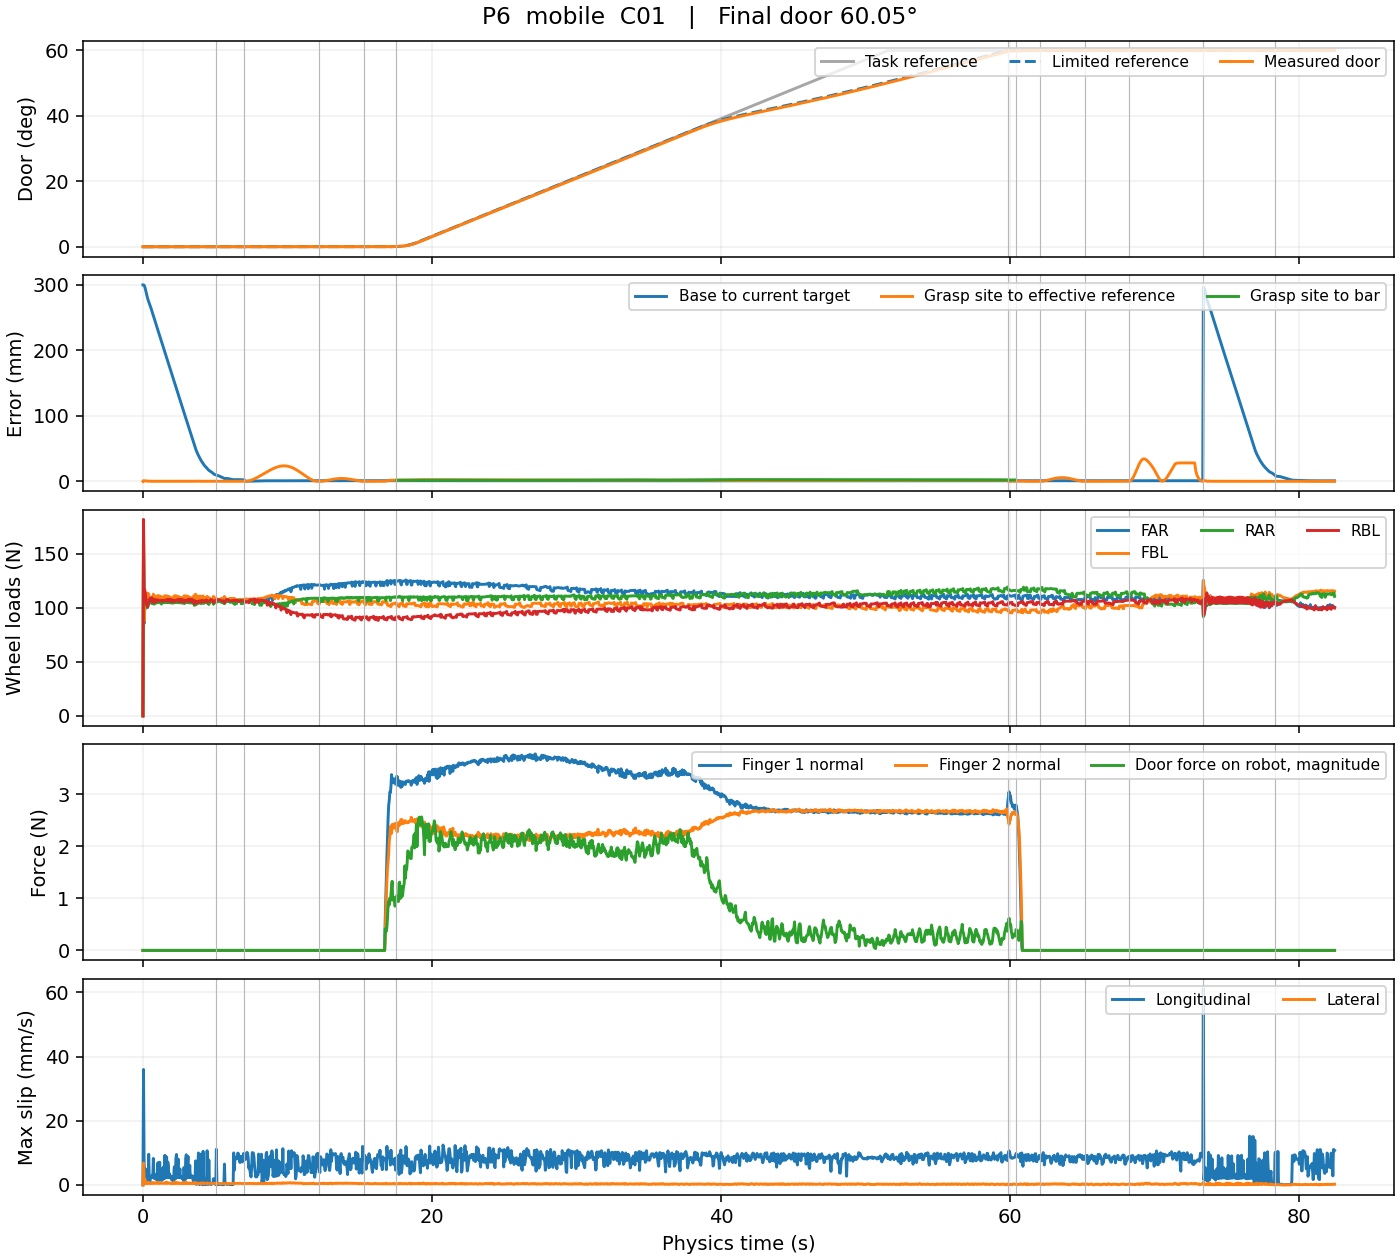 P6 mobile C01 | Final door 60.05°
Task reference Limited reference Measured door
Door (deg)
60
40
20
0
Base to current target Grasp site to effective reference Grasp site to bar
Error (mm)
300
200
100
0
FAR RAR RBL
FBL
Wheel loads (N)
150
100
50
0
Finger 1 normal Finger 2 normal Door force on robot, magnitude
Force (N)
3
2
1
0
Longitudinal Lateral
Max slip (mm/s)
60
40
20
0
0 20 40 60 80
Physics time (s)